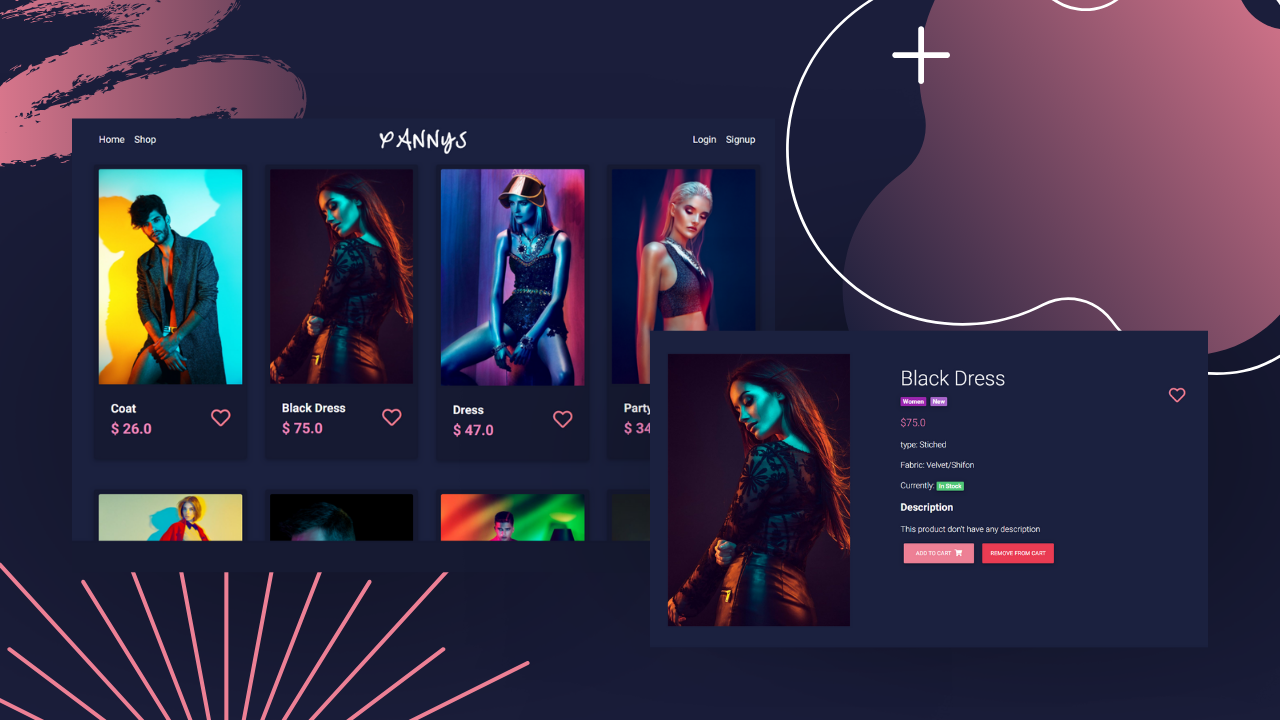 Home Shop PANNYS Login Signup
Coat
$ 26.0
Black Dress
$ 75.0
Dress
$ 47.0
Party
$ 34
Black Dress
Women New
$75.0
type: Stiched
Fabric: Velvet/Shifon
Currently: In Stock
Description
This product don't have any description
ADD TO CART REMOVE FROM CART